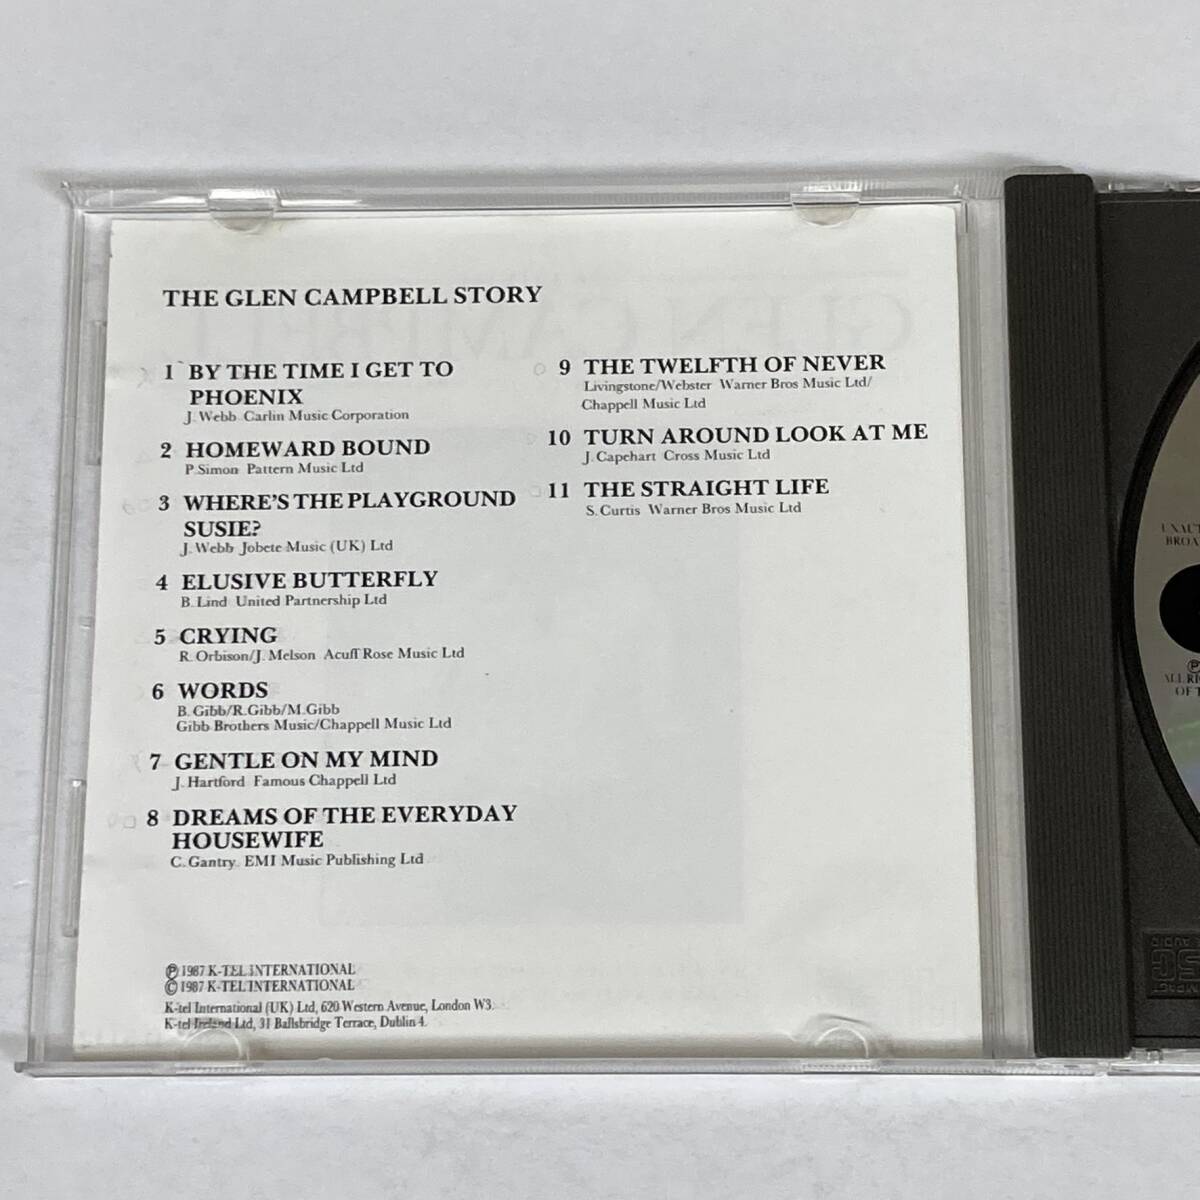 THE GLEN CAMPBELL STORY
1 BY THE TIME I GET TO
PHOENIX
J. Webb Carlin Music Corporation
2 HOMEWARD BOUND
P. Simon Pattern Music Ltd
3 WHERE'S THE PLAYGROUND
SUSIE?
J. Webb Jobete Music (UK) Ltd
4 ELUSIVE BUTTERFLY
B. Lind United Partnership Ltd
5 CRYING
R. Orbison/J. Melson Acuff Rose Music Ltd
6 WORDS
B. Gibb/R.Gibb/M.Gibb
Gibb Brothers Music/Chappell Music Ltd
7 GENTLE ON MY MIND
J. Hartford Famous Chappell Ltd
8 DREAMS OF THE EVERYDAY
HOUSEWIFE
C. Gantry EMI Music Publishing Ltd
9 THE TWELFTH OF NEVER
Livingstone/Webster Warner Bros Music Ltd/
Chappell Music Ltd
10 TURN AROUND LOOK AT ME
J. Capehart Cross Music Ltd
11 THE STRAIGHT LIFE
S. Curtis Warner Bros Music Ltd
℗ 1987 K-TEL INTERNATIONAL
© 1987 K-TEL INTERNATIONAL
K-tel International (UK) Ltd, 620 Western Avenue, London W3.
K-tel Ireland Ltd, 31 Ballsbridge Terrace, Dublin 4.